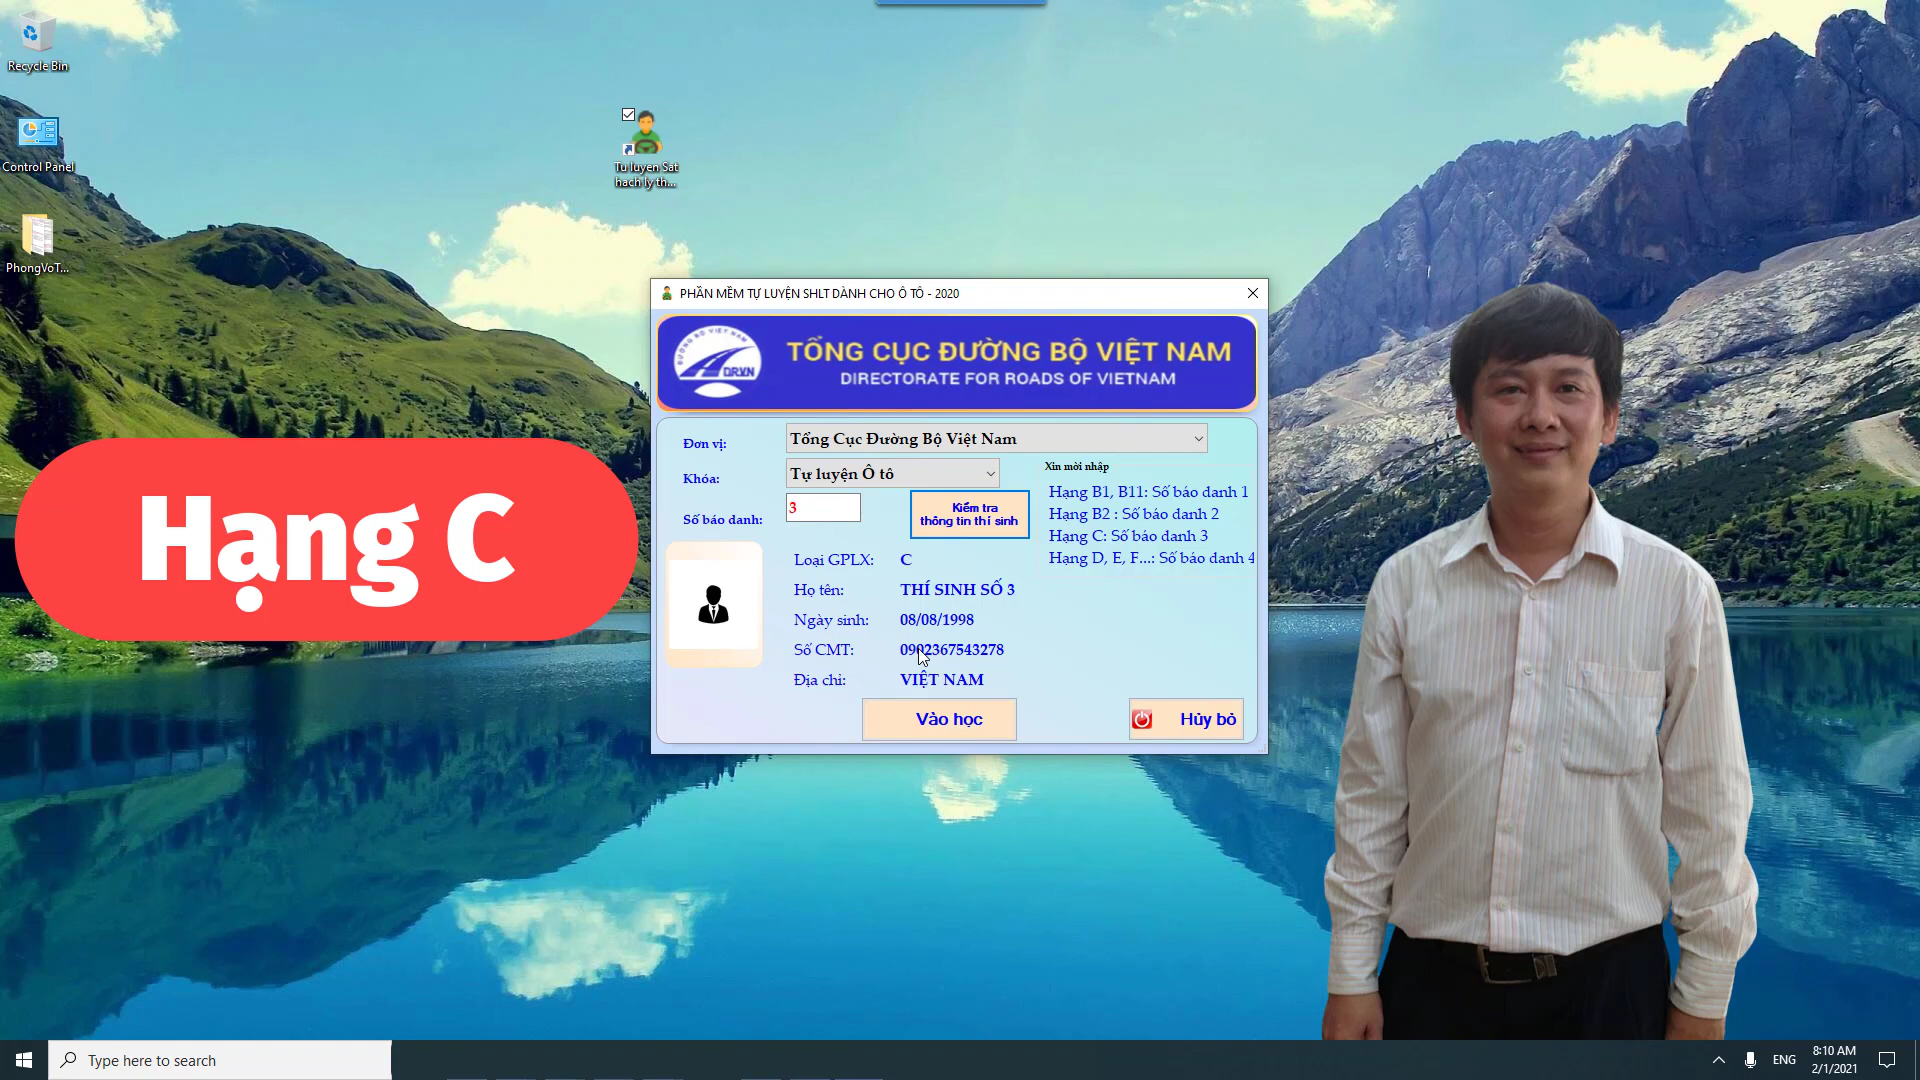 Recycle Bin
Control Panel
PhongVoT...
Tu luyen Sat
hach ly th...
Hạng C
PHẦN MỀM TỰ LUYỆN SHLT DÀNH CHO Ô TÔ - 2020
ĐƯỜNG BỘ VIỆT NAM
DRVN
TỔNG CỤC ĐƯỜNG BỘ VIỆT NAM
DIRECTORATE FOR ROADS OF VIETNAM
Đơn vị: Tổng Cục Đường Bộ Việt Nam
Khóa: Tự luyện Ô tô
Số báo danh: 3
Kiểm tra
thông tin thí sinh
Xin mời nhập
Hạng B1, B11: Số báo danh 1
Hạng B2 : Số báo danh 2
Hạng C: Số báo danh 3
Hạng D, E, F...: Số báo danh 4
Loại GPLX: C
Họ tên: THÍ SINH SỐ 3
Ngày sinh: 08/08/1998
Số CMT: 0902367543278
Địa chỉ: VIỆT NAM
Vào học
Hủy bỏ
Type here to search
ENG
8:10 AM
2/1/2021